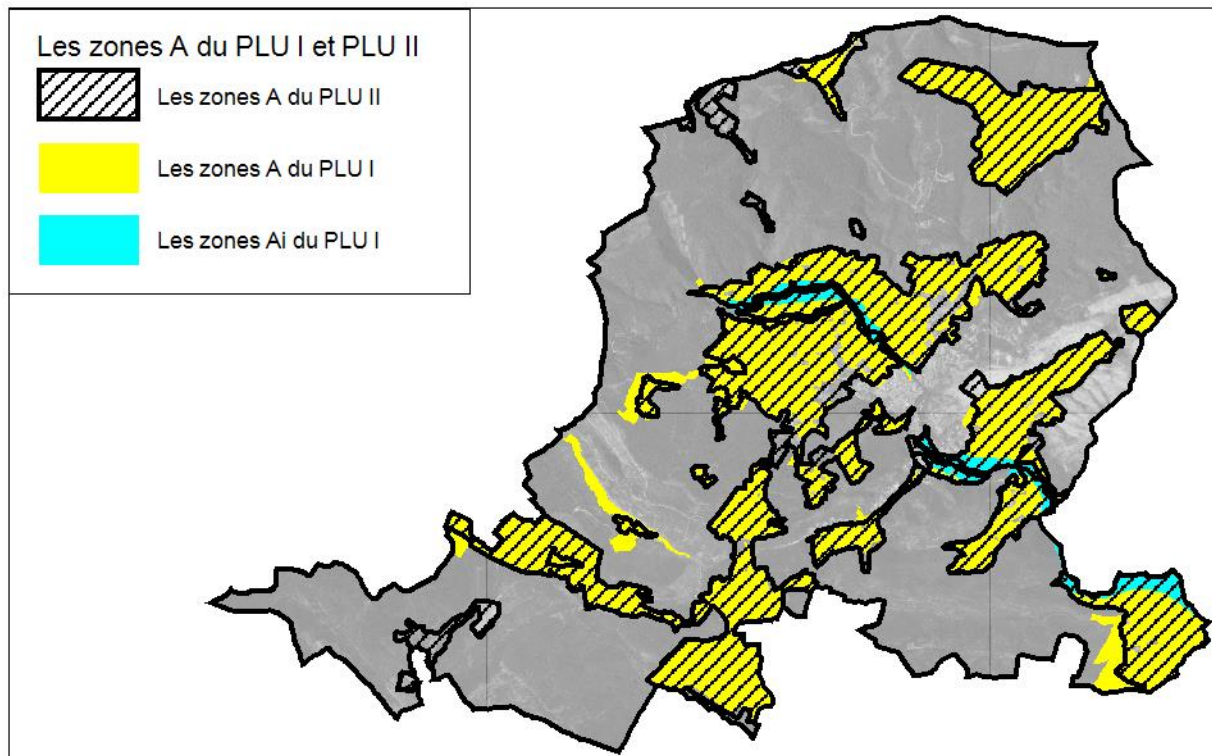 Les zones A du PLU I et PLU II
Les zones A du PLU II
Les zones A du PLU I
Les zones Ai du PLU I